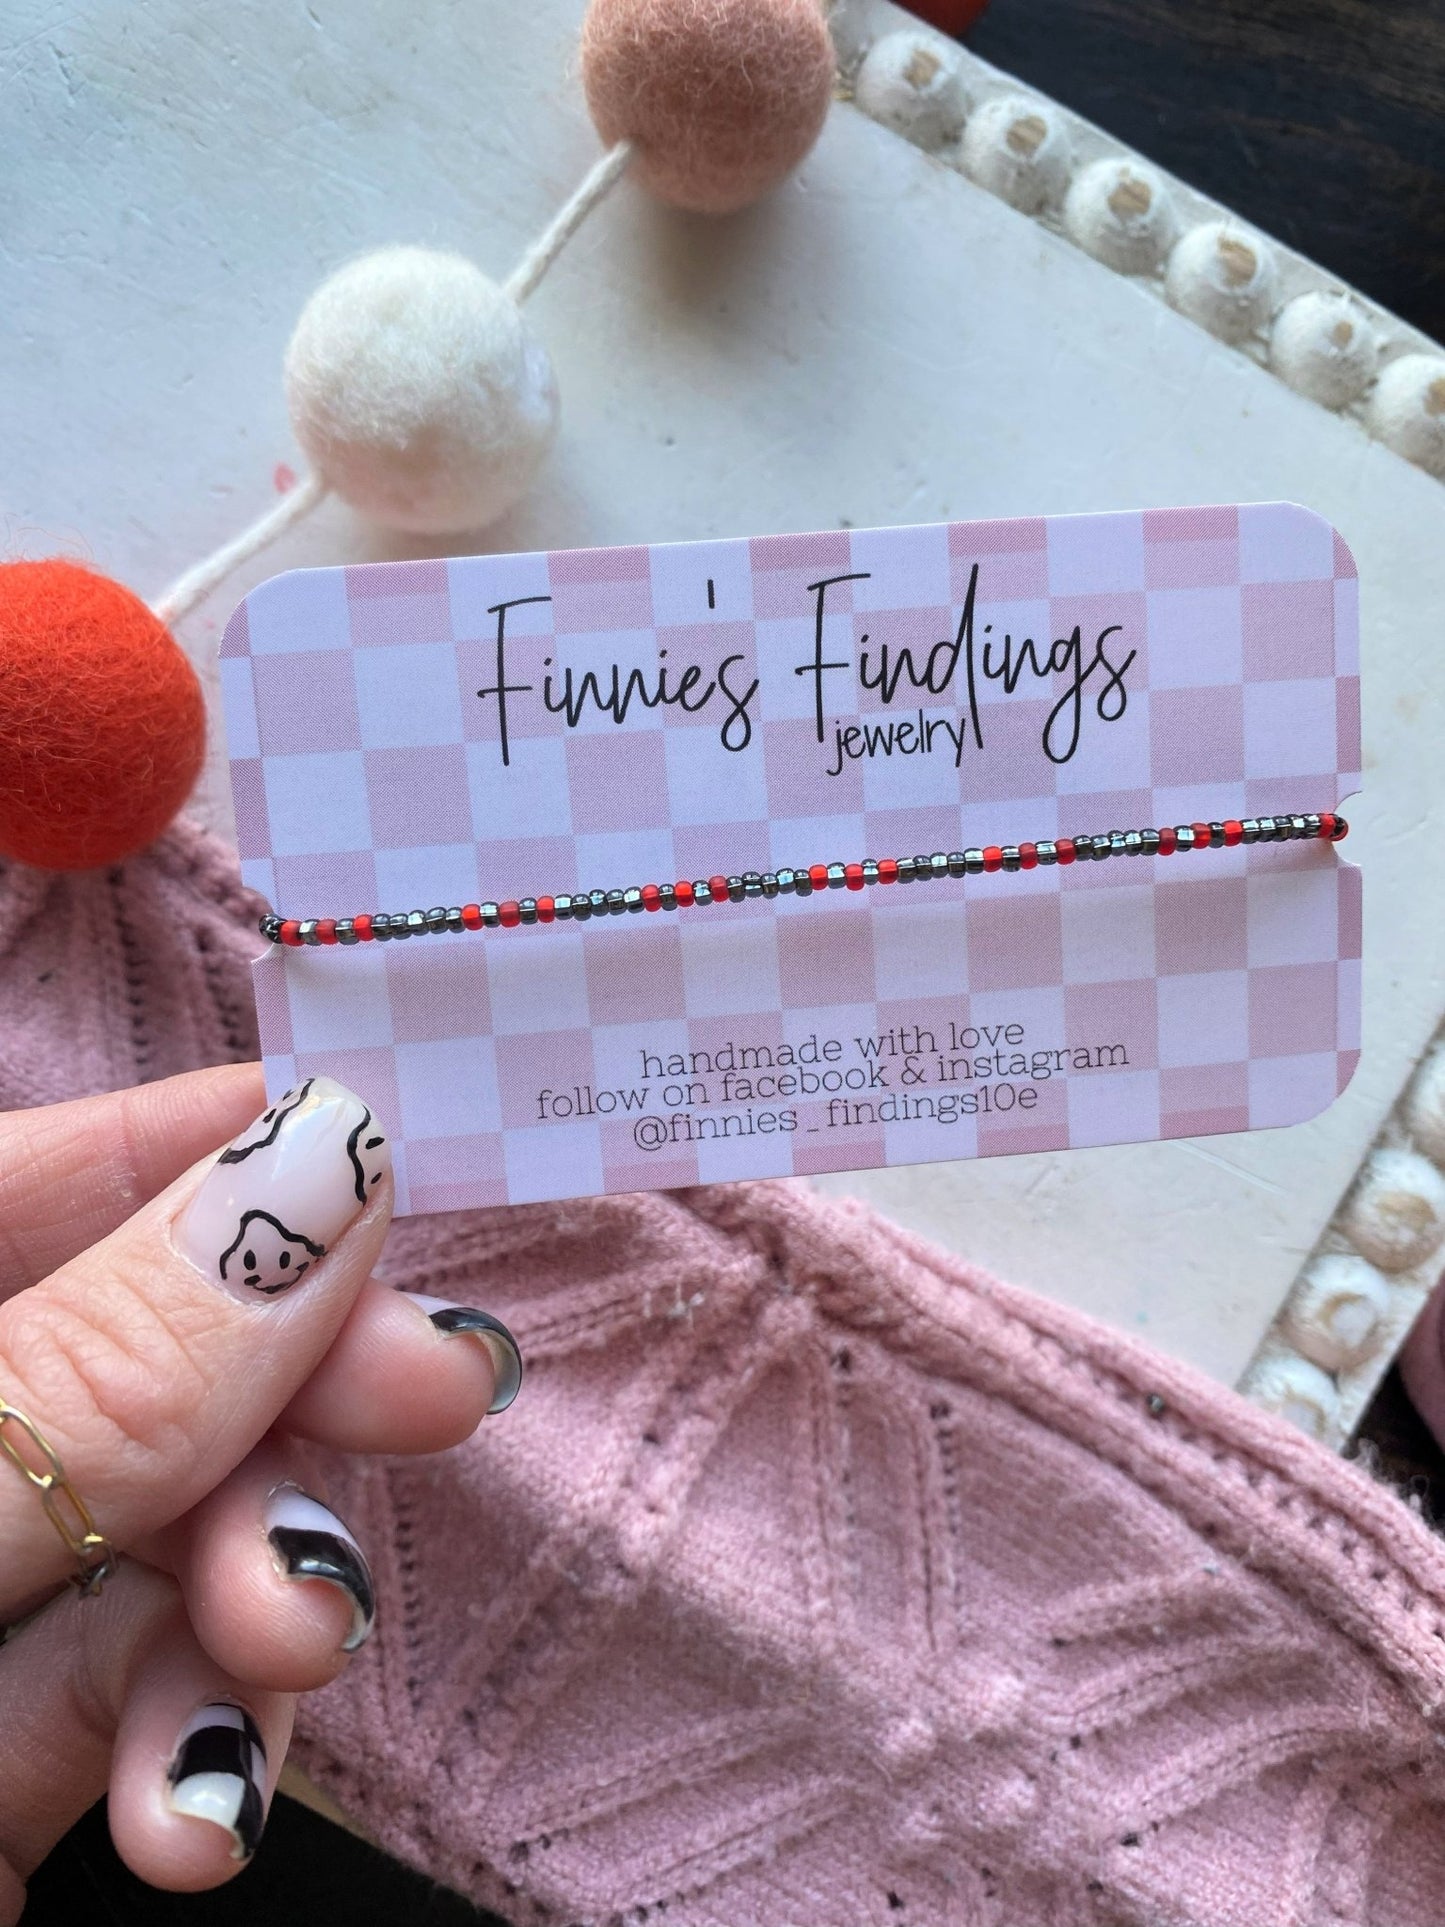 Finnie's Findings
jewelry
handmade with love
follow on facebook & instagram
@finnies_findings10e